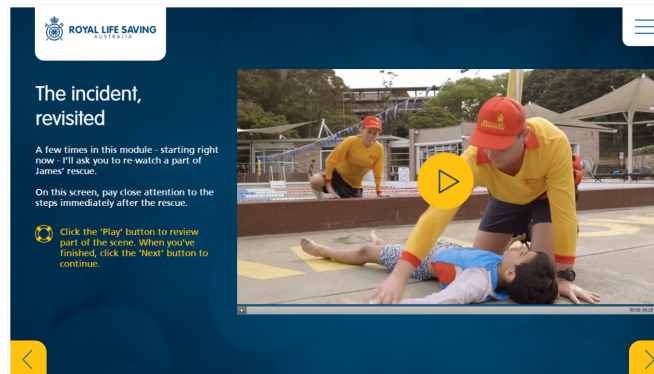 ROYAL LIFE SAVING
AUSTRALIA
The incident,
revisited
A few times in this module - starting right
now - I'll ask you to re-watch a part of
James' rescue.
On this screen, pay close attention to the
steps immediately after the rescue.
Click the 'Play' button to review
part of the scene. When you've
finished, click the 'Next' button to
continue.
LIFEGUARD